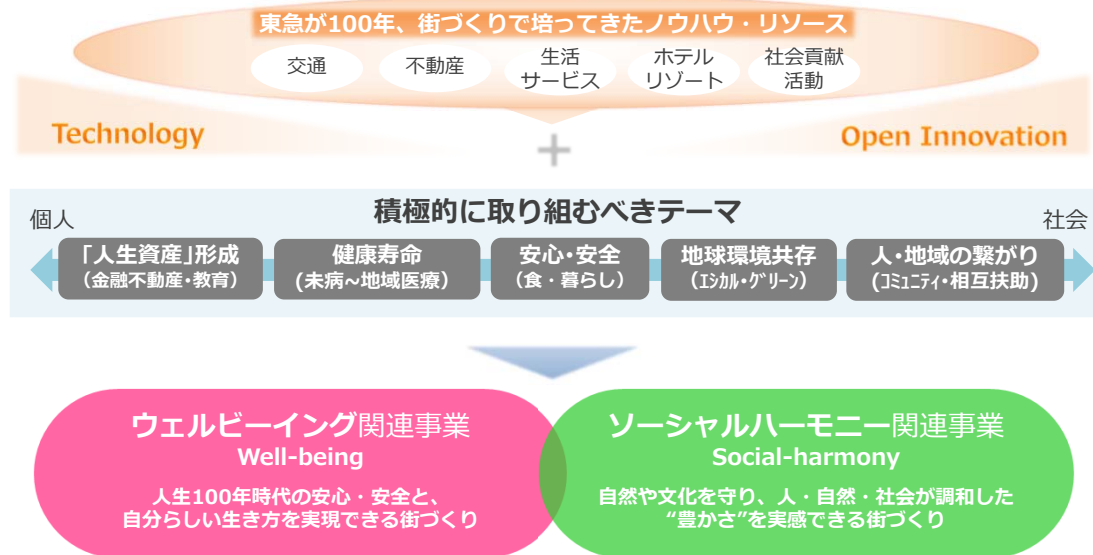 東急が100年、街づくりで培ってきたノウハウ・リソース
交通
不動産
生活
サービス
ホテル
リゾート
社会貢献
活動
Technology
+
Open Innovation
積極的に取り組むべきテーマ
個人
社会
「人生資産」形成
(金融不動産・教育)
健康寿命
(未病~地域医療)
安心・安全
(食・暮らし)
地球環境共存
(ｴシカル・グリーン)
人・地域の繋がり
(コミュニティ・相互扶助)
ウェルビーイング関連事業
Well-being
人生100年時代の安心・安全と、
自分らしい生き方を実現できる街づくり
ソーシャルハーモニー関連事業
Social-harmony
自然や文化を守り、人・自然・社会が調和した
“豊かさ”を実感できる街づくり